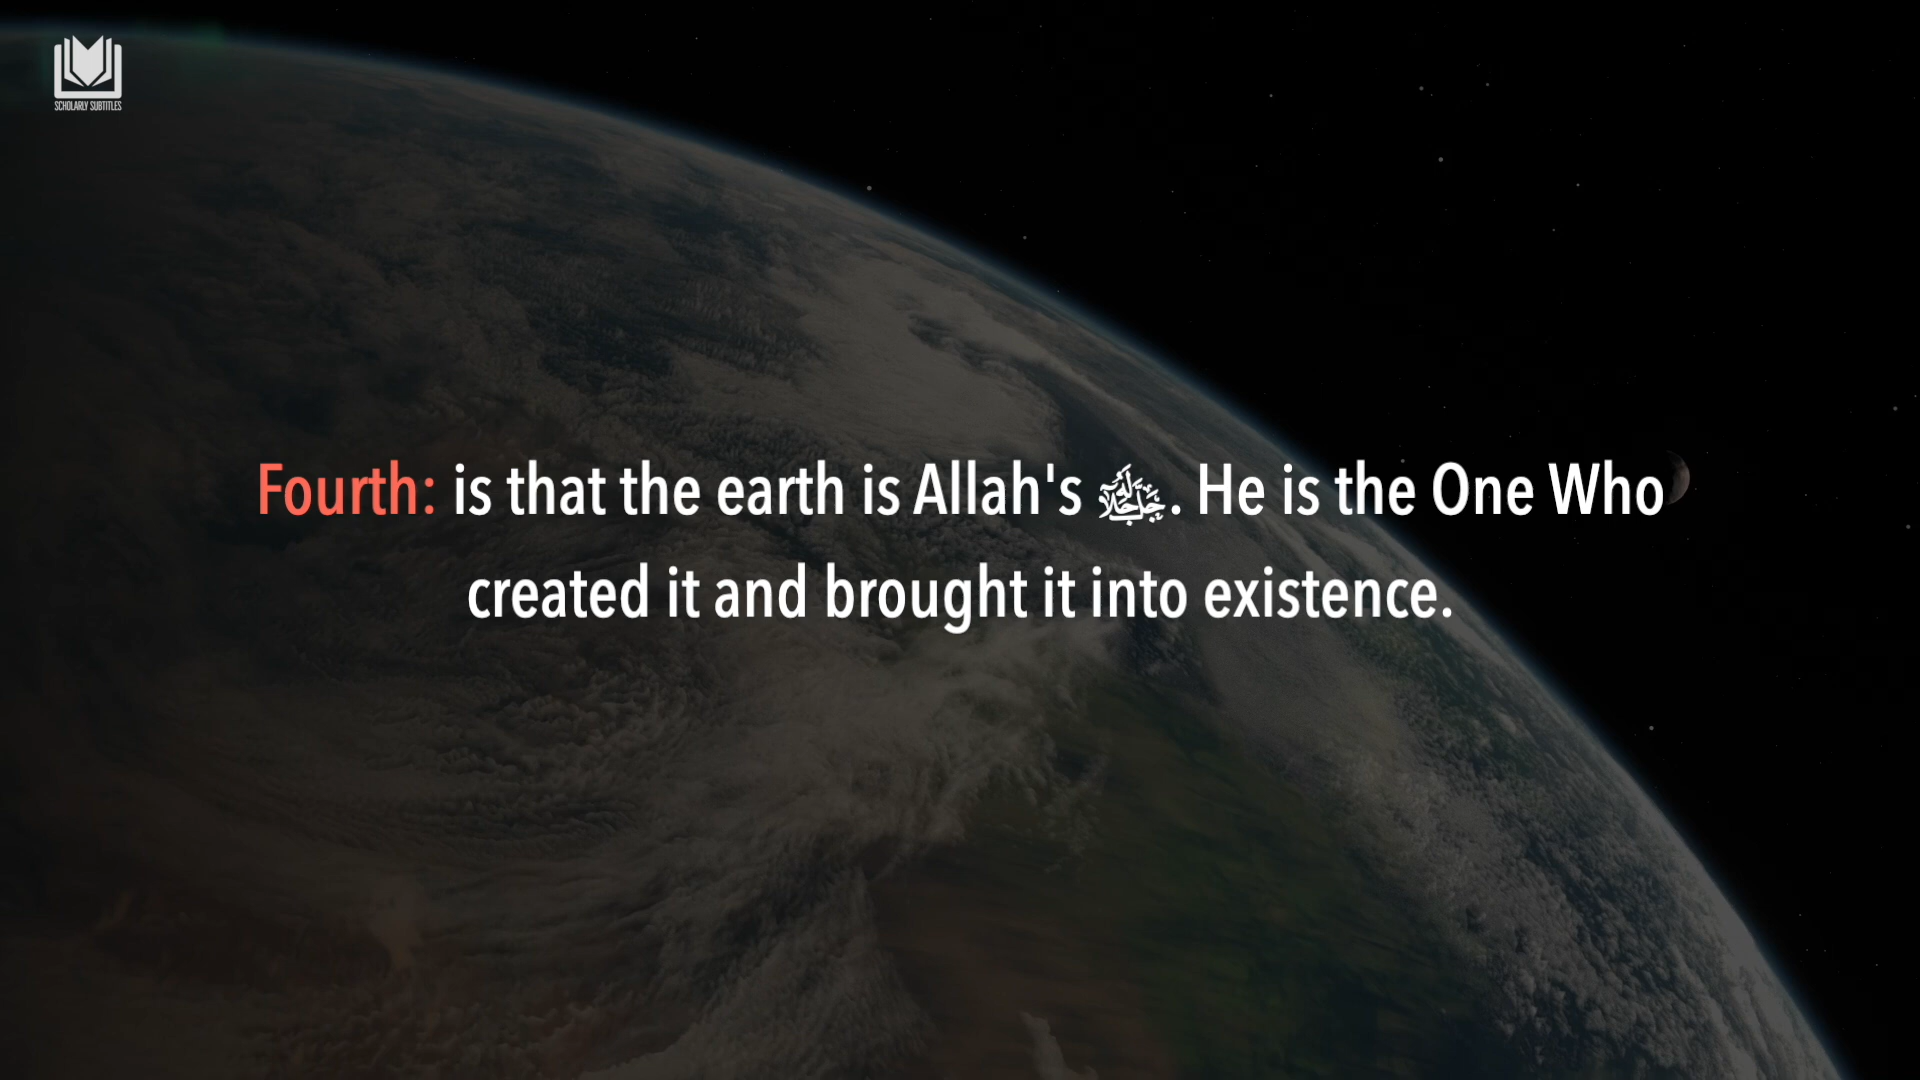 SCHOLARLY SUBTITLES
Fourth: is that the earth is Allah's ﷻ. He is the One Who
created it and brought it into existence.